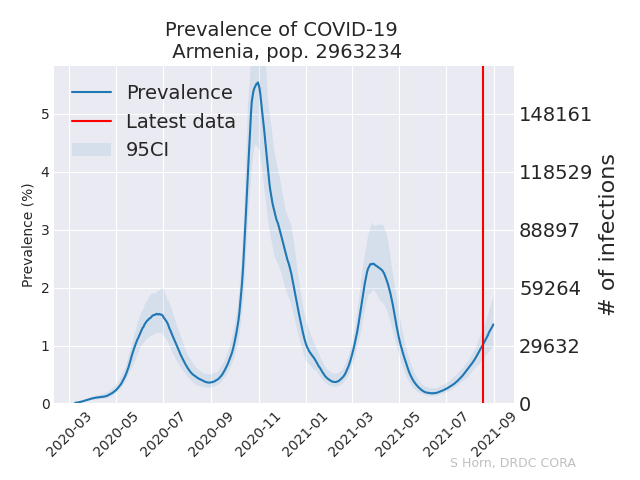 Prevalence of COVID-19
Armenia, pop. 2963234
Prevalence
Latest data
95CI
Prevalence (%)
5
4
3
2
1
0
148161
118529
88897
59264
29632
0
# of infections
2020-03
2020-05
2020-07
2020-09
2020-11
2021-01
2021-03
2021-05
2021-07
2021-09
S Horn, DRDC CORA